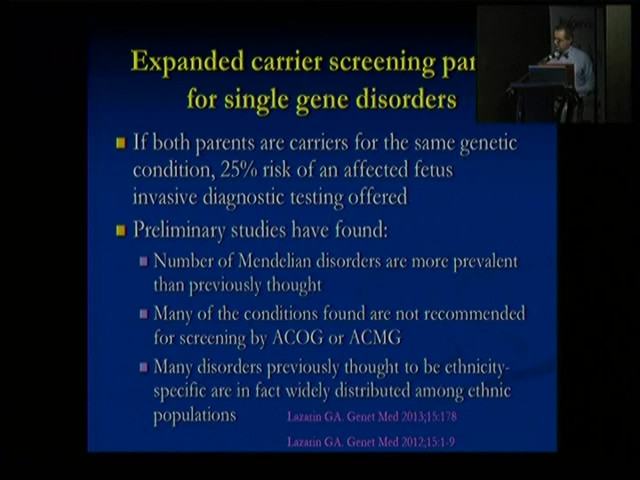 Expanded carrier screening
for single gene disorders
If both parents are carriers for the same genetic
condition, 25% risk of an affected fetus
invasive diagnostic testing offered
Preliminary studies have found:
Number of Mendelian disorders are more prevalent
than previously thought
Many of the conditions found are not recommended
for screening by ACOG or ACMG
Many disorders previously thought to be ethnicity-
specific are in fact widely distributed among ethnic
populations
Lazarin GA. Genet Med 2013;15:178
Lazarin GA. Genet Med 2012;15:1-9